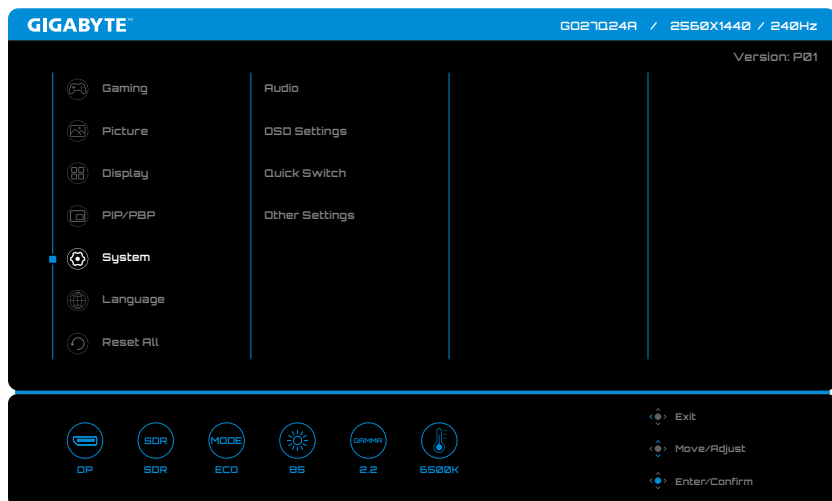 GIGABYTE™
GO27Q24A / 2560X1440 / 240Hz
Version: P01
Gaming
Audio
Picture
OSD Settings
Display
Quick Switch
PIP/PBP
Other Settings
System
Language
Reset All
Exit
SDR
MODE
GAMMA
Move/Adjust
DP
SDR
ECO
85
2.2
6500K
Enter/Confirm